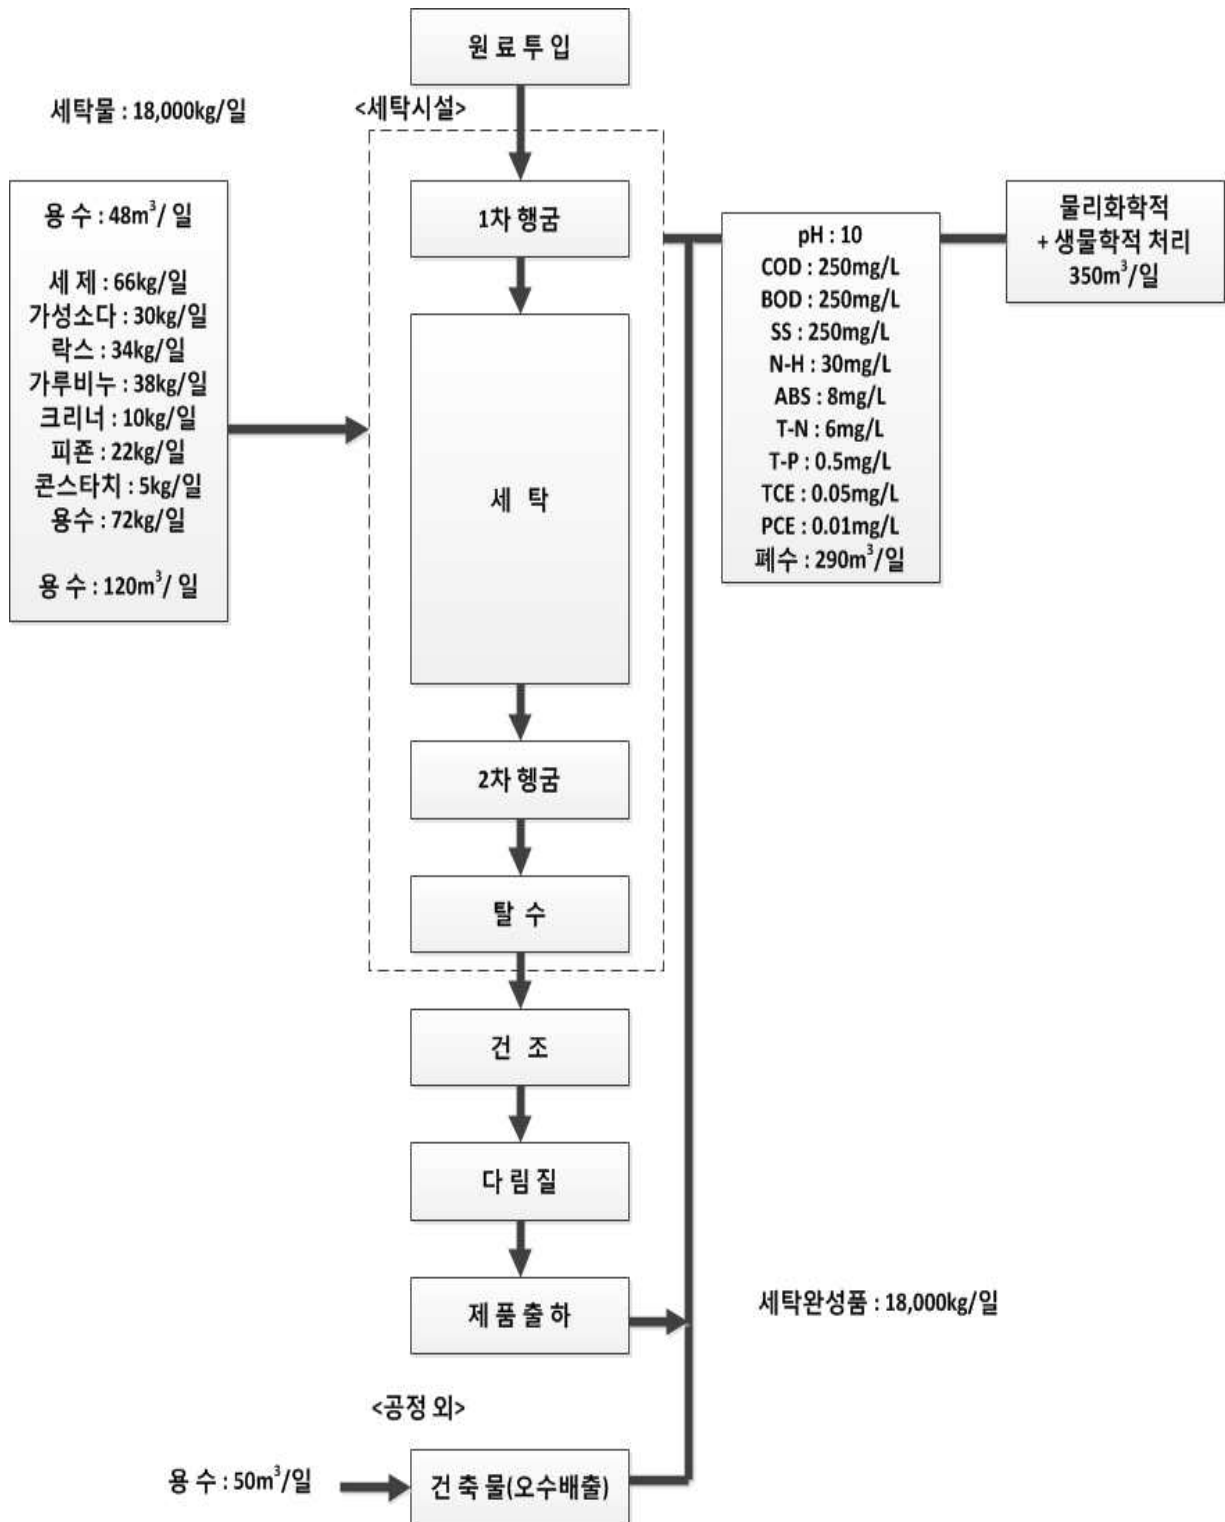 원 료 투 입
세탁물 : 18,000kg/일
<세탁시설>
용 수 : 48m³/ 일
세 제 : 66kg/일
가성소다 : 30kg/일
락스 : 34kg/일
가루비누 : 38kg/일
크리너 : 10kg/일
피죤 : 22kg/일
콘스타치 : 5kg/일
용수 : 72kg/일
용 수 : 120m³/ 일
1차 행굼
세 탁
2차 헹굼
탈 수
건 조
다 림 질
제 품 출 하
pH : 10
COD : 250mg/L
BOD : 250mg/L
SS : 250mg/L
N-H : 30mg/L
ABS : 8mg/L
T-N : 6mg/L
T-P : 0.5mg/L
TCE : 0.05mg/L
PCE : 0.01mg/L
폐수 : 290m³/일
물리화학적
+ 생물학적 처리
350m³/일
세탁완성품 : 18,000kg/일
<공정 외>
용 수 : 50m³/일
건 축 물(오수배출)